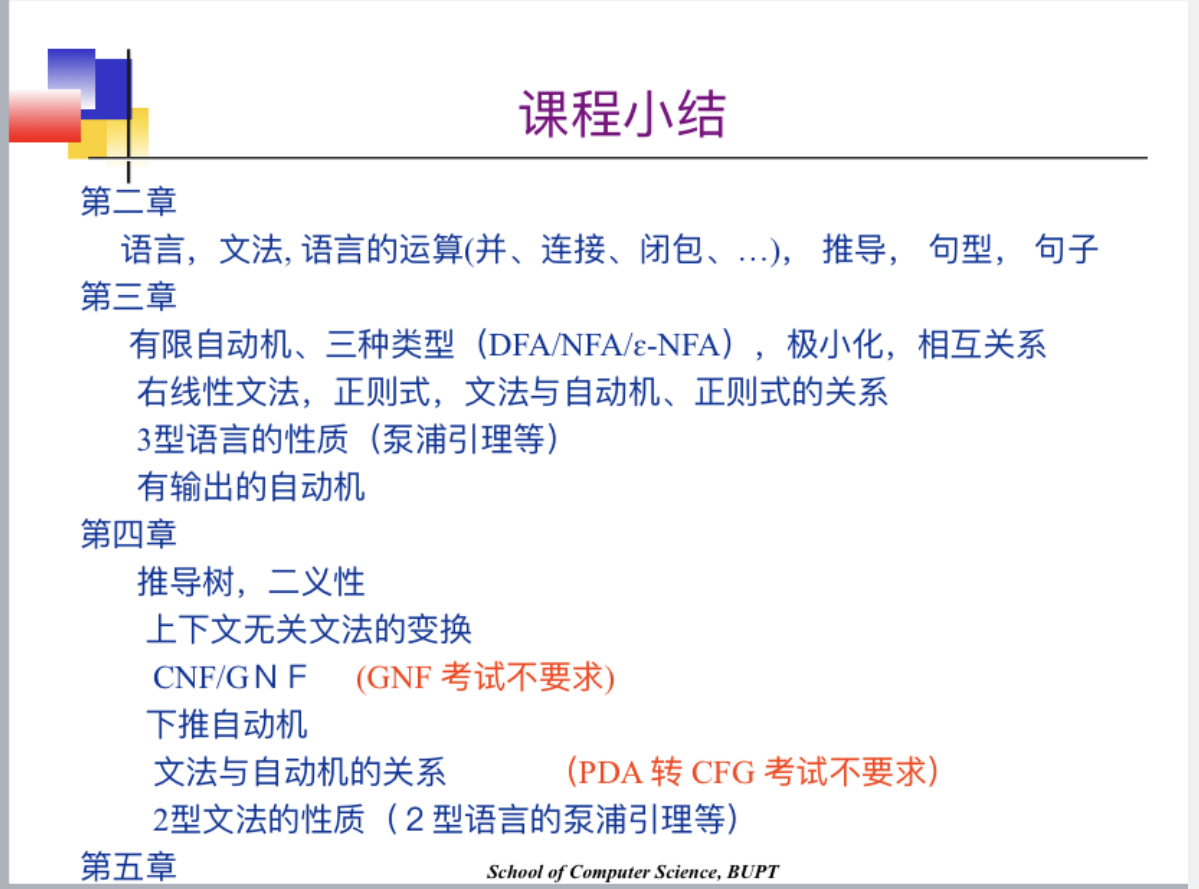 课程小结
第二章
语言，文法, 语言的运算(并、连接、闭包、…)， 推导， 句型， 句子
第三章
有限自动机、三种类型（DFA/NFA/ε-NFA），极小化，相互关系
右线性文法，正则式，文法与自动机、正则式的关系
3型语言的性质（泵浦引理等）
有输出的自动机
第四章
推导树，二义性
上下文无关文法的变换
CNF/GＮＦ (GNF 考试不要求)
下推自动机
文法与自动机的关系 （PDA 转 CFG 考试不要求）
2型文法的性质（２型语言的泵浦引理等）
第五章
School of Computer Science, BUPT